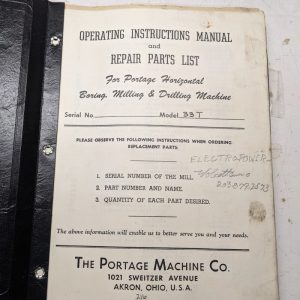 OPERATING INSTRUCTIONS MANUAL
and
REPAIR PARTS LIST
For Portage Horizontal
Boring, Milling & Drilling Machine
Serial No. Model 3BT
PLEASE OBSERVE THE FOLLOWING INSTRUCTIONS WHEN ORDERING
REPLACEMENT PARTS:
ELECTRAPOWER
1. SERIAL NUMBER OF THE MILL.
2. PART NUMBER AND NAME.
3. QUANTITY OF EACH PART DESIRED.
The above information will enable us to better serve you and your needs.
THE PORTAGE MACHINE CO.
1021 SWEITZER AVENUE
AKRON, OHIO, U.S.A.